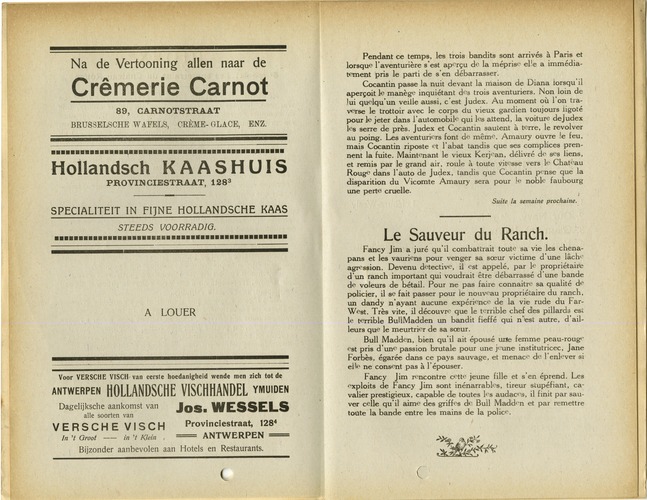 Na de Vertooning allen naar de
Crêmerie Carnot
89, CARNOTSTRAAT
BRUSSELSCHE WAFELS, CRÈME-GLACE, ENZ.
Hollandsch KAASHUIS
PROVINCIESTRAAT, 128³
SPECIALITEIT IN FIJNE HOLLANDSCHE KAAS
STEEDS VOORRADIG.
A LOUER
Voor VERSCHE VISCH van eerste hoedanigheid wende men zich tot de
ANTWERPEN HOLLANDSCHE VISCHHANDEL YMUIDEN
Dagelijksche aankomst van
alle soorten van
VERSCHE VISCH
In 't Groot — in 't Klein .
Jos. WESSELS
Provinciestraat, 128⁴
ANTWERPEN
Bijzonder aanbevolen aan Hotels en Restaurants.
Pendant ce temps, les trois bandits sont arrivés à Paris et
lorsque l'aventurière s'est aperçu de la méprise elle a immédia-
tement pris le parti de s'en débarrasser.
Cocantin passe la nuit devant la maison de Diana lorsqu'il
aperçoit le manège inquiétant des trois aventuriers. Non loin de
lui quelqu'un veille aussi, c'est Judex. Au moment où l'on tra-
verse le trottoir avec le corps du vieux gardien toujours ligoté
pour le jeter dans l'automobile qui les attend, la voiture deJudex
les serre de près. Judex et Cocantin sautent à terre, le revolver
au poing. Les aventuriers font de même. Amaury ouvre le feu,
mais Cocantin riposte et l'abat tandis que ses complices pren-
nent la fuite. Maintenant le vieux Kerjean, délivré de ses liens,
et remis par le grand air, roule à toute vitesse vers le Château
Rouge dans l'auto de Judex, tandis que Cocantin pense que la
disparition du Vicomte Amaury sera pour le noble faubourg
une perte cruelle.
Suite la semaine prochaine.
Le Sauveur du Ranch.
Fancy Jim a juré qu'il combattrait toute sa vie les chena-
pans et les vauriens pour venger sa sœur victime d'une lâche
agression. Devenu detective, il est appelé, par le propriétaire
d'un ranch important qui voudrait être débarrassé d'une bande
de voleurs de bétail. Pour ne pas faire connaitre sa qualité de
policier, il se fait passer pour le nouveau propriétaire du ranch,
un dandy n'ayant aucune expérience de la vie rude du Far-
West. Très vite, il découvre que le terrible chef des pillards est
le terrible BullMadden un bandit fieffé qui n'est autre, d'ail-
leurs que le meurtrier de sa sœur.
Bull Madden, bien qu'il ait épousé une femme peau-rouge
est pris d'une passion brutale pour une jeune institutricec, Jane
Forbès, égarée dans ce pays sauvage, et menace de l'enlever si
elle ne consent pas à l'épouser.
Fancy Jim rencontre cette jeune fille et s'en éprend. Les
exploits de Fancy Jim sont inénarrables, tireur stupéfiant, ca-
valier prestigieux, capable de toutes les audaces, il finit par sau-
ver celle qu'il aime des griffes de Bull Madden et par remettre
toute la bande entre les mains de la police.